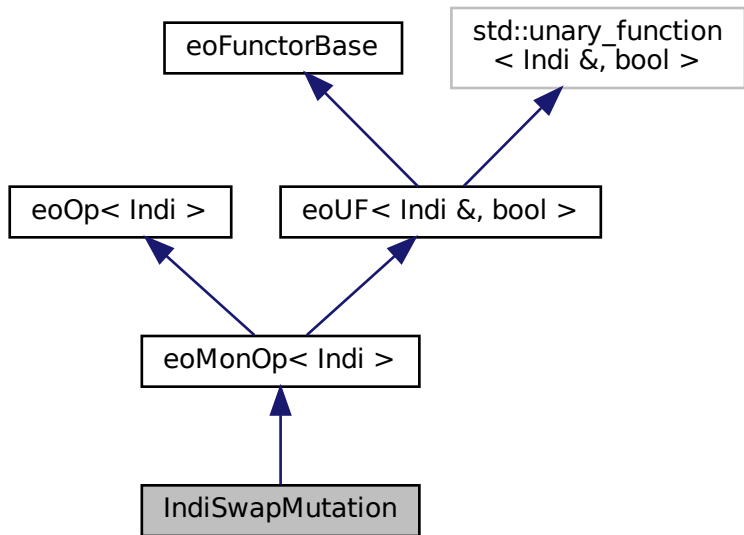 std::unary_function
< Indi &, bool >
eoFunctorBase
eoOp< Indi >
eoUF< Indi &, bool >
eoMonOp< Indi >
IndiSwapMutation